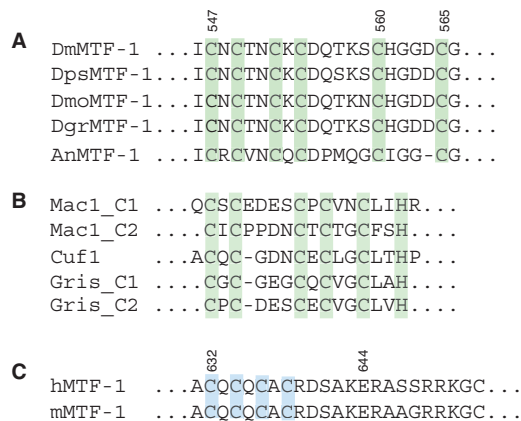 547 560 565
A DmMTF-1 ...ICNCTNCKCDQTKSCHGGDCG...
DpsMTF-1 ...ICNCTNCKCDQSKSCHGDDCG...
DmoMTF-1 ...ICNCTNCKCDQTKNCHGDDCG...
DgrMTF-1 ...ICNCTNCKCDQTKSCHGDDCG...
AnMTF-1 ...ICRCVNCQCDPMQGCIGG-CG...
B Mac1_C1 ...QCSCEDESCPCVNCLIHR....
Mac1_C2 ....CICPPDNCTCTGCFSH.....
Cuf1 ...ACQC-GDNCECLGCLTHP....
Gris_C1 ....CGC-GEGCQCVGCLAH.....
Gris_C2 ....CPC-DESCECVGCLVH.....
632 644
C hMTF-1 ...ACQCQCACRDSAKERASSRRKGC...
mMTF-1 ...ACQCQCACRDSAKERAAGRRKGC...